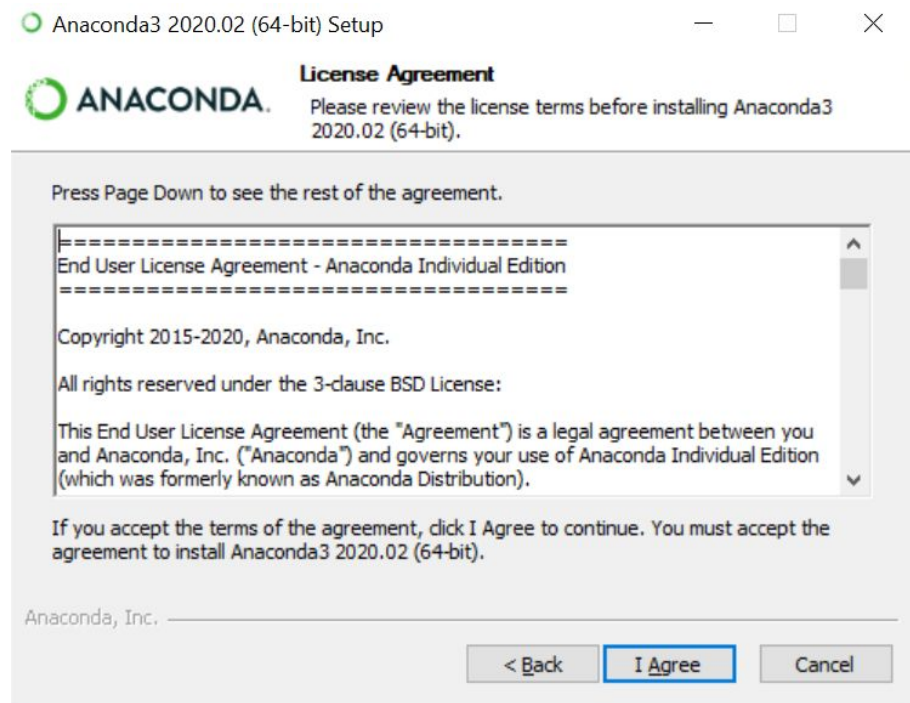 Anaconda3 2020.02 (64-bit) Setup
ANACONDA.
License Agreement
Please review the license terms before installing Anaconda3
2020.02 (64-bit).
Press Page Down to see the rest of the agreement.
===================================
End User License Agreement - Anaconda Individual Edition
===================================
Copyright 2015-2020, Anaconda, Inc.
All rights reserved under the 3-clause BSD License:
This End User License Agreement (the "Agreement") is a legal agreement between you
and Anaconda, Inc. ("Anaconda") and governs your use of Anaconda Individual Edition
(which was formerly known as Anaconda Distribution).
If you accept the terms of the agreement, click I Agree to continue. You must accept the
agreement to install Anaconda3 2020.02 (64-bit).
Anaconda, Inc.
< Back
I Agree
Cancel